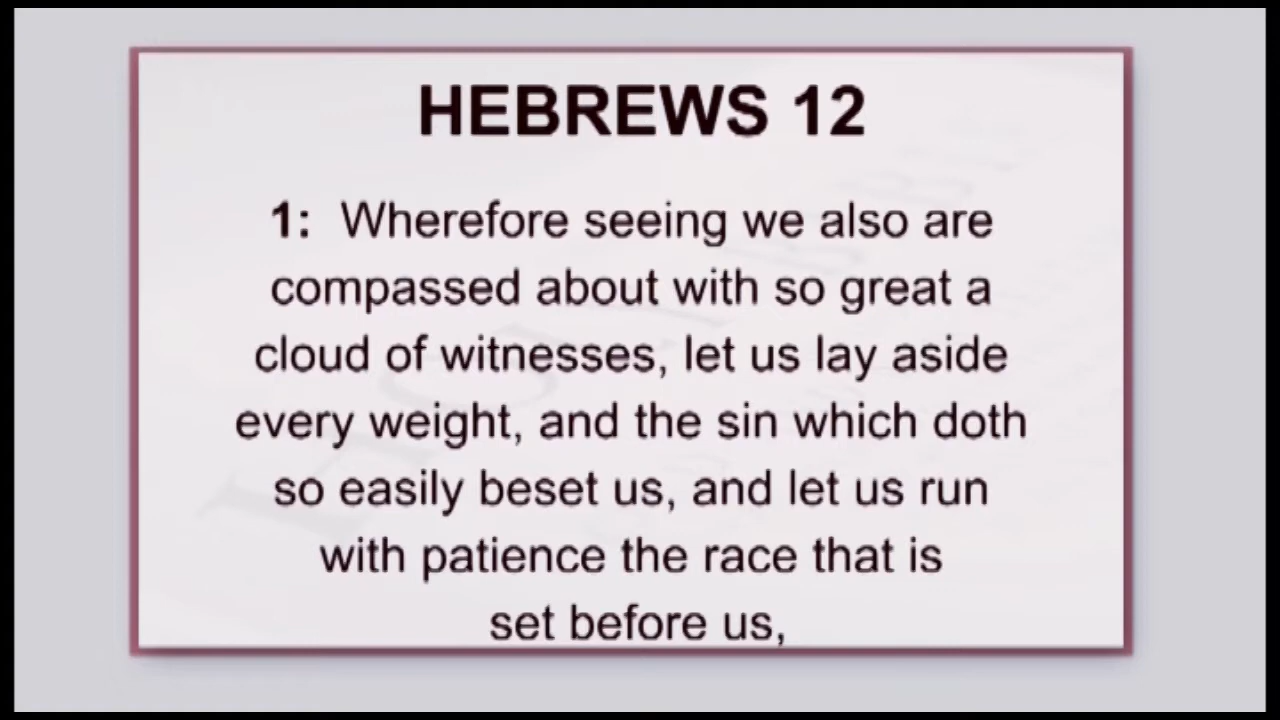 HEBREWS 12
1: Wherefore seeing we also are
compassed about with so great a
cloud of witnesses, let us lay aside
every weight, and the sin which doth
so easily beset us, and let us run
with patience the race that is
set before us,